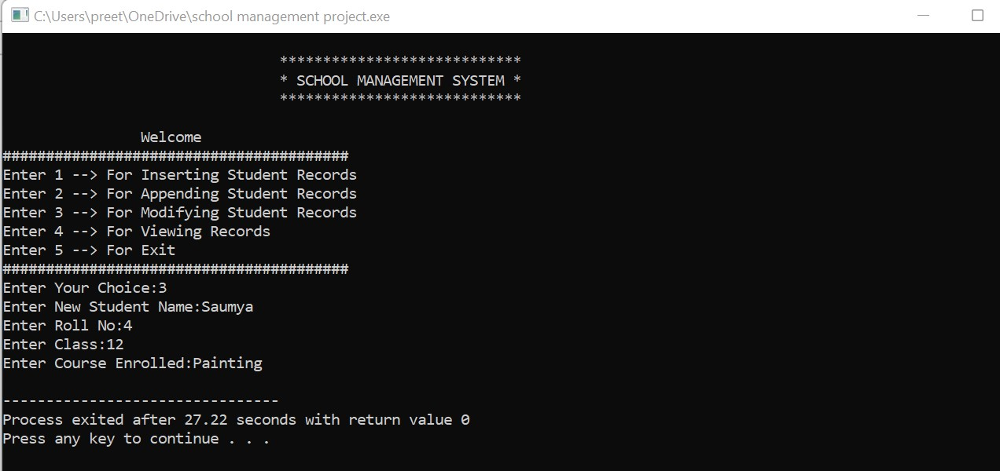 C:\Users\preet\OneDrive\school management project.exe
****************************
* SCHOOL MANAGEMENT SYSTEM *
****************************
Welcome
########################################
Enter 1 --> For Inserting Student Records
Enter 2 --> For Appending Student Records
Enter 3 --> For Modifying Student Records
Enter 4 --> For Viewing Records
Enter 5 --> For Exit
########################################
Enter Your Choice:3
Enter New Student Name:Saumya
Enter Roll No:4
Enter Class:12
Enter Course Enrolled:Painting
--------------------------------
Process exited after 27.22 seconds with return value 0
Press any key to continue . . .